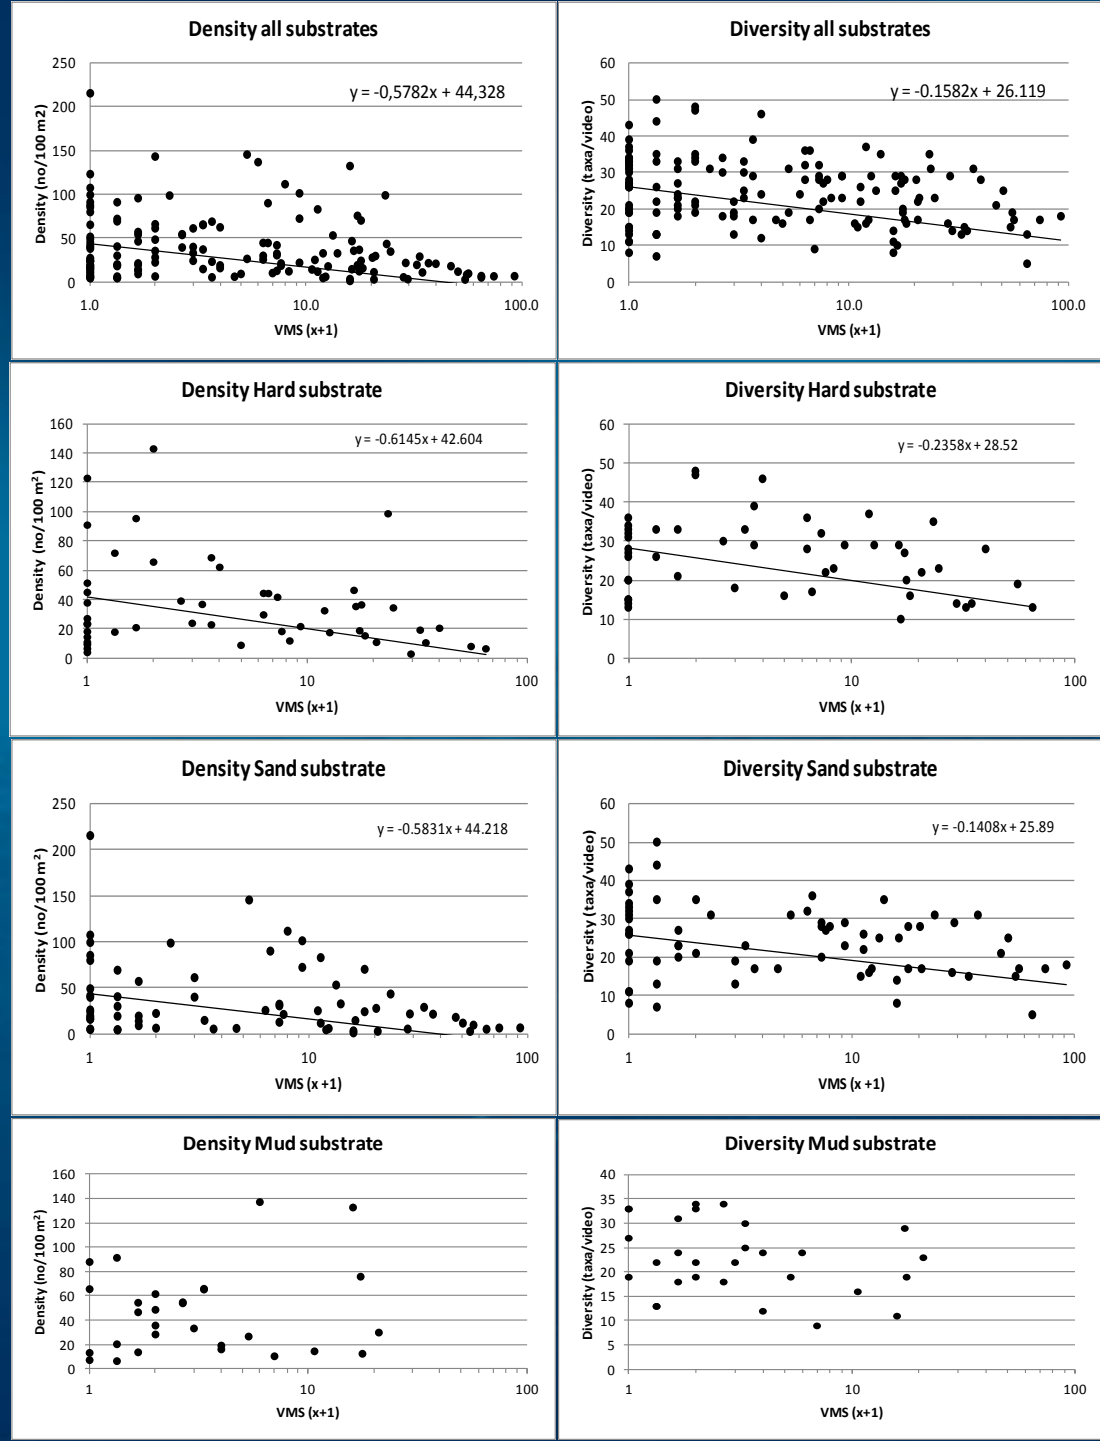 Density all substrates
y = -0,5782x + 44,328
Density (no/100 m2)
250
200
150
100
50
0
1.0
10.0
100.0
VMS (x+1)
Diversity all substrates
y = -0.1582x + 26.119
Diversity (taxa/video)
60
50
40
30
20
10
0
1.0
10.0
100.0
VMS (x+1)
Density Hard substrate
y = -0.6145x + 42.604
Density (no/100 m²)
160
140
120
100
80
60
40
20
0
1
10
100
VMS (x+1)
Diversity Hard substrate
y = -0.2358x + 28.52
Diversity (taxa/video)
60
50
40
30
20
10
0
1
10
100
VMS (x+1)
Density Sand substrate
y = -0.5831x + 44.218
Density (no/100 m²)
250
200
150
100
50
0
1
10
100
VMS (x +1)
Diversity Sand substrate
y = -0.1408x + 25.89
Diversity (taxa/video)
60
50
40
30
20
10
0
1
10
100
VMS (x+1)
Density Mud substrate
Density (no/100 m²)
160
140
120
100
80
60
40
20
0
1
10
100
VMS (x+1)
Diversity Mud substrate
Diversity (taxa/video)
40
35
30
25
20
15
10
5
0
1
10
100
VMS (x+1)